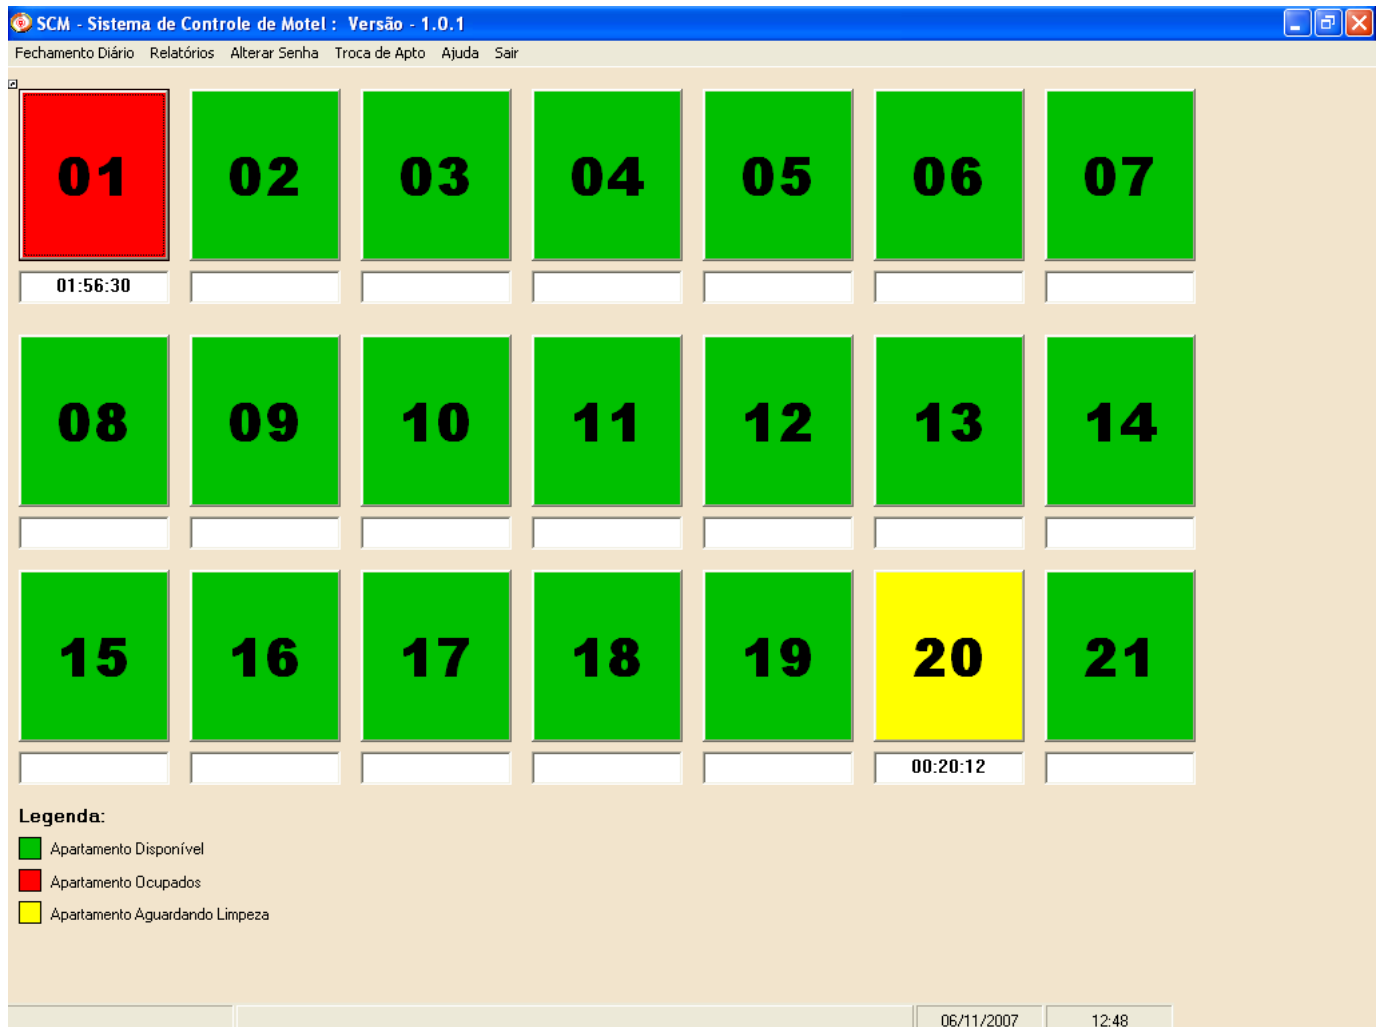 SCM - Sistema de Controle de Motel : Versão - 1.0.1
Fechamento Diário Relatórios Alterar Senha Troca de Apto Ajuda Sair
01 02 03 04 05 06 07
01:56:30
08 09 10 11 12 13 14
15 16 17 18 19 20 21
00:20:12
Legenda:
Apartamento Disponível
Apartamento Ocupados
Apartamento Aguardando Limpeza
06/11/2007 12:48